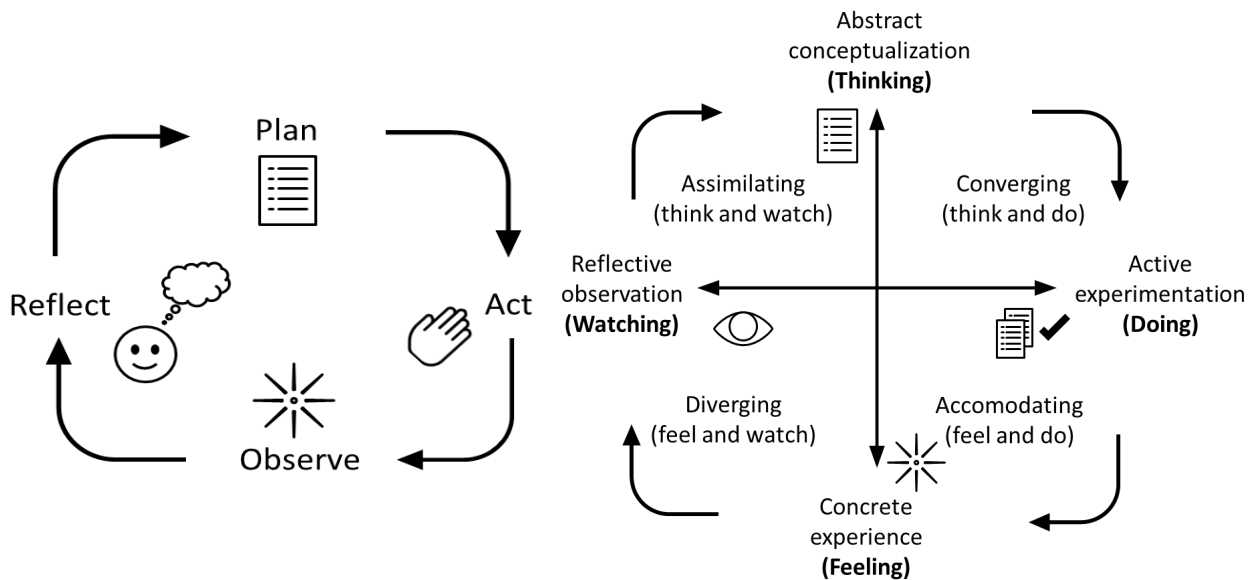 Plan
Reflect
Act
Observe
Abstract
conceptualization
(Thinking)
Assimilating
(think and watch)
Converging
(think and do)
Reflective
observation
(Watching)
Active
experimentation
(Doing)
Diverging
(feel and watch)
Accomodating
(feel and do)
Concrete
experience
(Feeling)